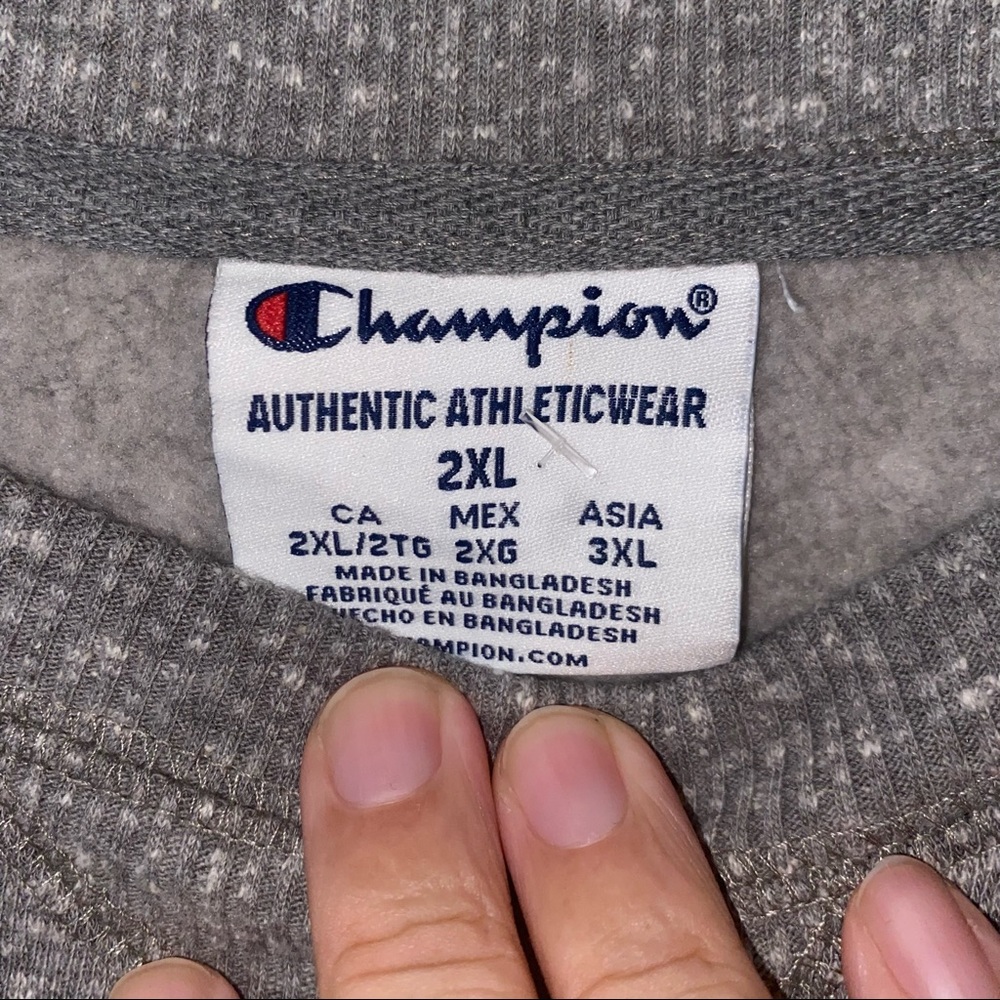 Champion®
AUTHENTIC ATHLETICWEAR
2XL
CA MEX ASIA
2XL/2TG 2XG 3XL
MADE IN BANGLADESH
FABRIQUÉ AU BANGLADESH
HECHO EN BANGLADESH
AMPION.COM